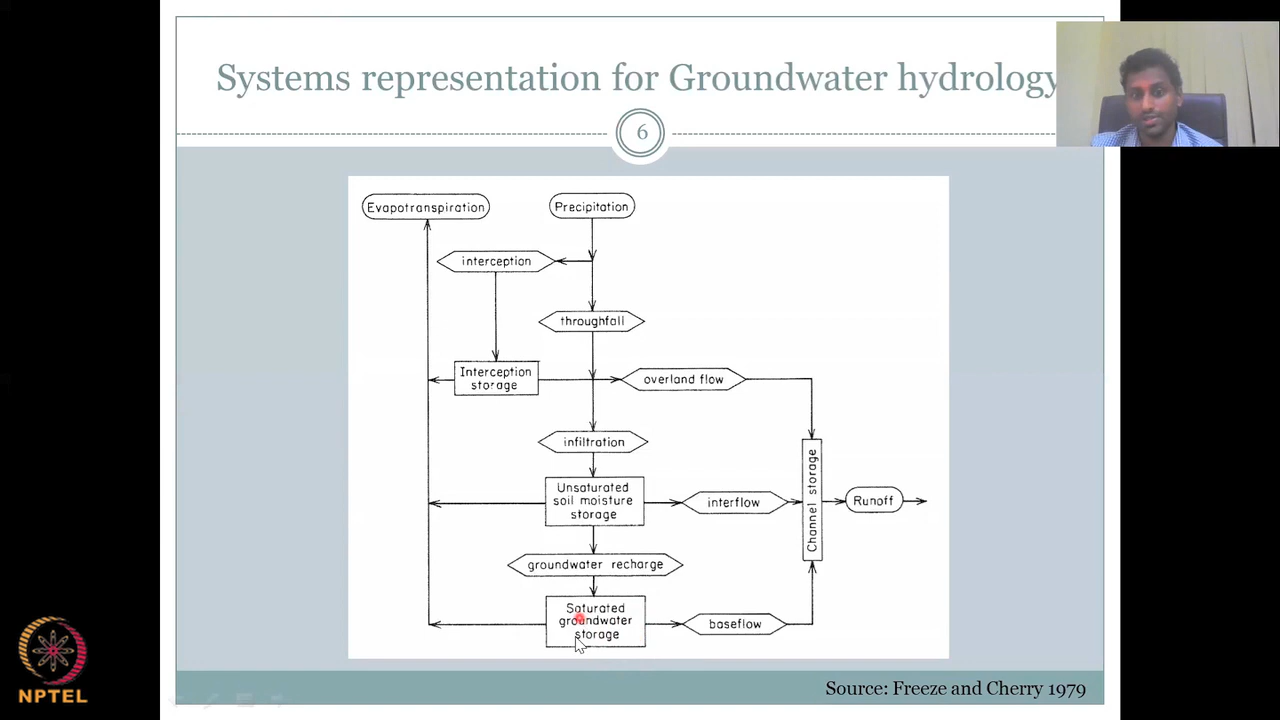 Systems representation for Groundwater hydrology
6
Evapotranspiration
Precipitation
interception
throughfall
Interception
storage
overland flow
infiltration
Unsaturated
soil moisture
storage
interflow
Channel storage
Runoff
groundwater recharge
Saturated
groundwater
storage
baseflow
Source: Freeze and Cherry 1979
NPTEL